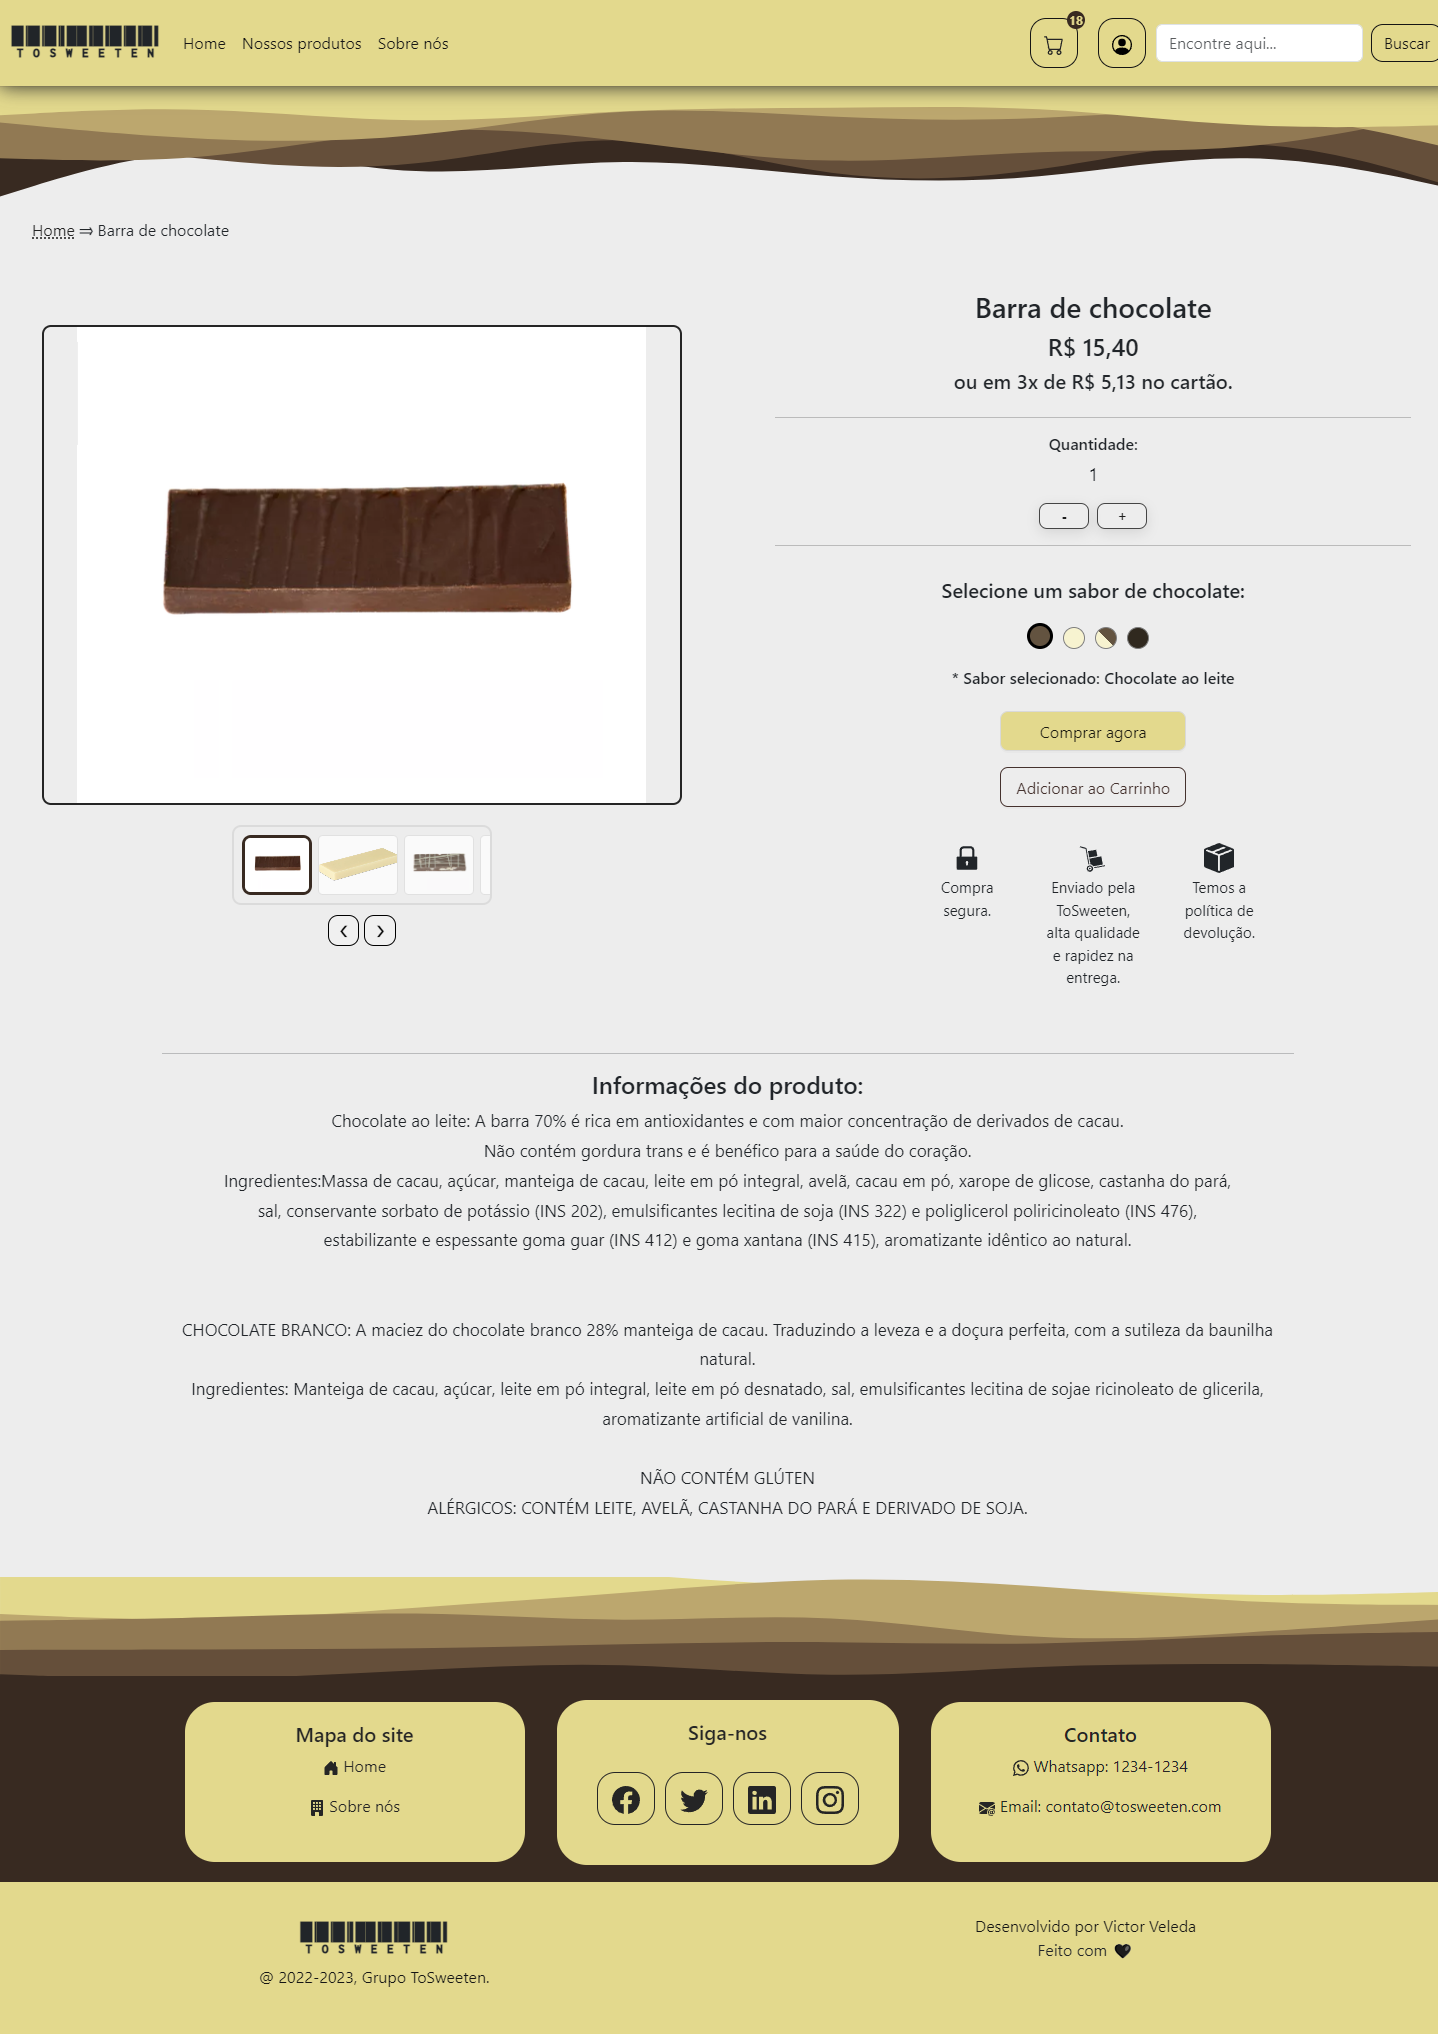 TOSWEETEN
Home Nossos produtos Sobre nós
18
Encontre aqui...
Buscar
Home ⇒ Barra de chocolate
Barra de chocolate
R$ 15,40
ou em 3x de R$ 5,13 no cartão.
Quantidade:
1
- +
Selecione um sabor de chocolate:
* Sabor selecionado: Chocolate ao leite
Comprar agora
Adicionar ao Carrinho
‹ ›
Compra
segura.
Enviado pela
ToSweeten,
alta qualidade
e rapidez na
entrega.
Temos a
política de
devolução.
Informações do produto:
Chocolate ao leite: A barra 70% é rica em antioxidantes e com maior concentração de derivados de cacau.
Não contém gordura trans e é benéfico para a saúde do coração.
Ingredientes:Massa de cacau, açúcar, manteiga de cacau, leite em pó integral, avelã, cacau em pó, xarope de glicose, castanha do pará,
sal, conservante sorbato de potássio (INS 202), emulsificantes lecitina de soja (INS 322) e poliglicerol poliricinoleato (INS 476),
estabilizante e espessante goma guar (INS 412) e goma xantana (INS 415), aromatizante idêntico ao natural.
CHOCOLATE BRANCO: A maciez do chocolate branco 28% manteiga de cacau. Traduzindo a leveza e a doçura perfeita, com a sutileza da baunilha
natural.
Ingredientes: Manteiga de cacau, açúcar, leite em pó integral, leite em pó desnatado, sal, emulsificantes lecitina de sojae ricinoleato de glicerila,
aromatizante artificial de vanilina.
NÃO CONTÉM GLÚTEN
ALÉRGICOS: CONTÉM LEITE, AVELÃ, CASTANHA DO PARÁ E DERIVADO DE SOJA.
Mapa do site
Home
Sobre nós
Siga-nos
Contato
Whatsapp: 1234-1234
Email: contato@tosweeten.com
TOSWEETEN
@ 2022-2023, Grupo ToSweeten.
Desenvolvido por Victor Veleda
Feito com